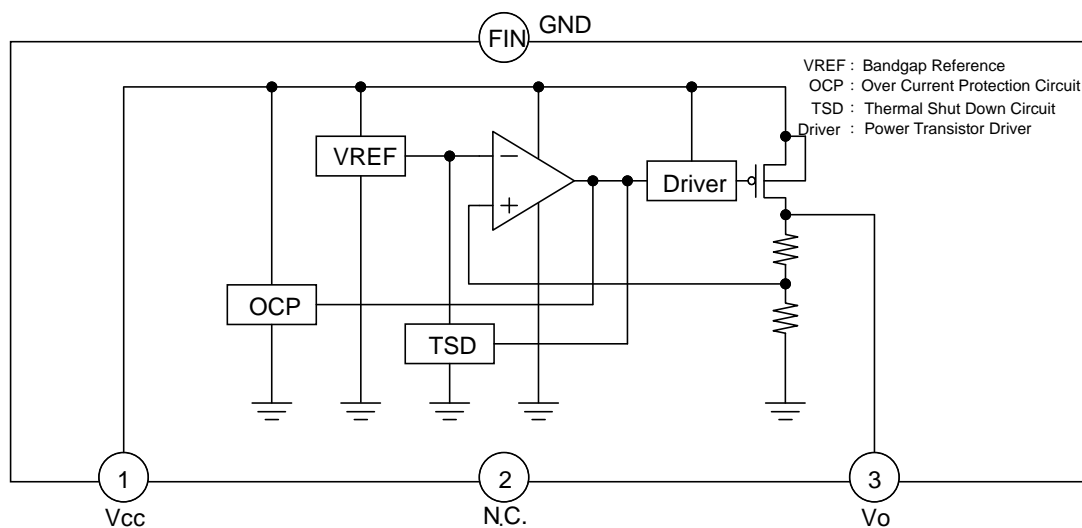 FIN GND
VREF : Bandgap Reference
OCP : Over Current Protection Circuit
TSD : Thermal Shut Down Circuit
Driver : Power Transistor Driver
VREF
−
+
Driver
OCP
TSD
1
2
3
Vcc
N.C.
Vo